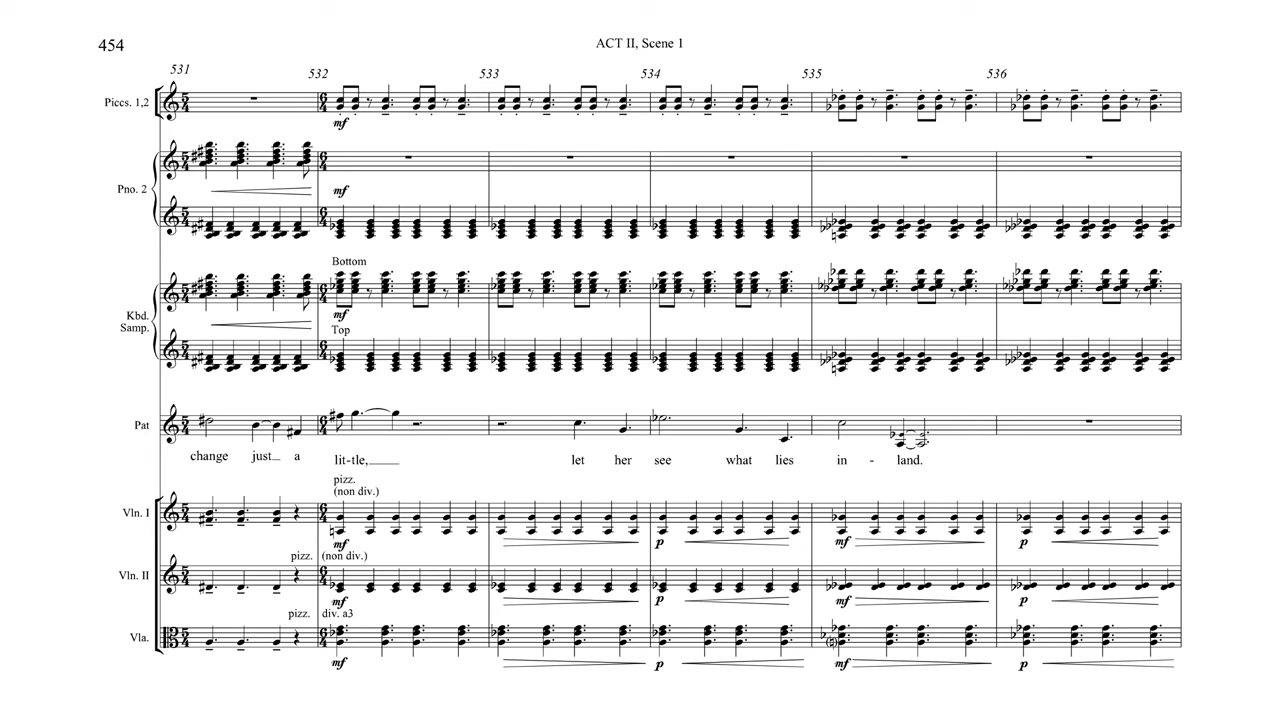 454
ACT II, Scene 1
531 532 533 534 535 536
Piccs. 1,2
mf
Pno. 2
mf
Bottom
Kbd.
Samp.
mf
Top
Pat
change just_ a lit-tle,____ let her see what lies in - land.
pizz.
(non div.)
Vln. I
mf p mf p
pizz. (non div.)
Vln. II
mf p mf p
pizz. div. a3
Vla.
mf p mf p